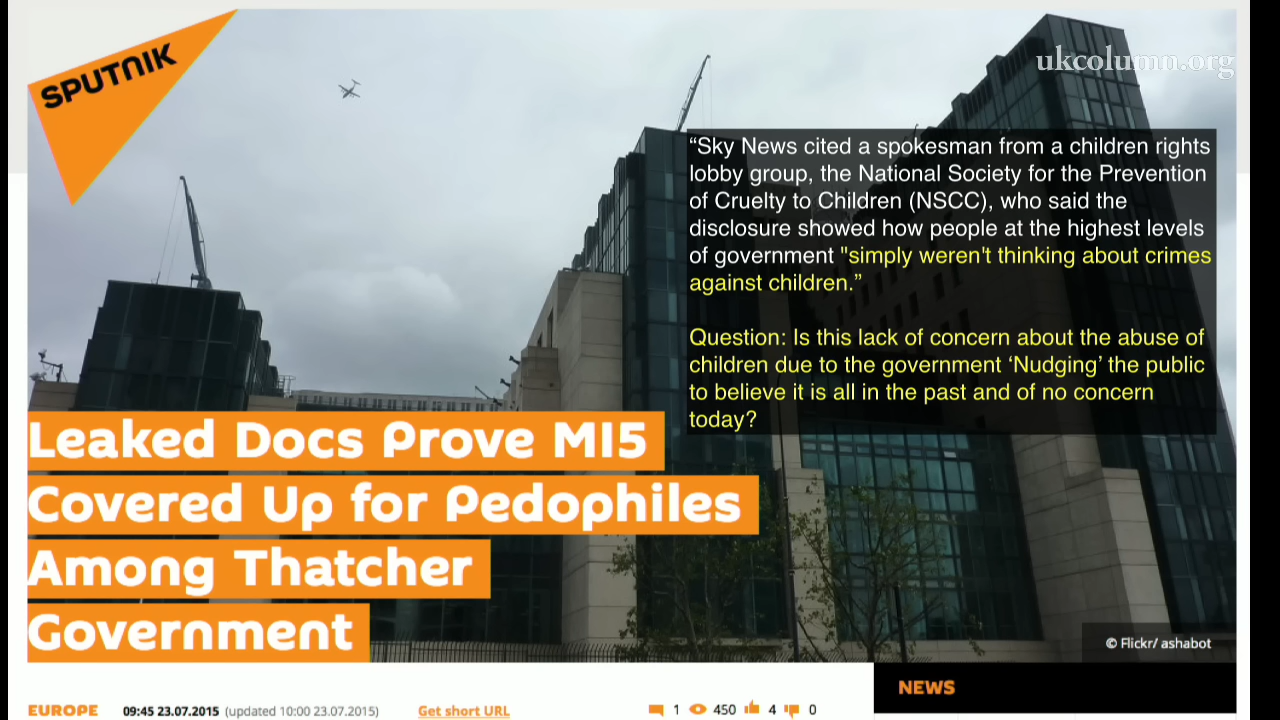 SPUTNIK
ukcolumn.org
“Sky News cited a spokesman from a children rights
lobby group, the National Society for the Prevention
of Cruelty to Children (NSCC), who said the
disclosure showed how people at the highest levels
of government "simply weren't thinking about crimes
against children.”
Question: Is this lack of concern about the abuse of
children due to the government ‘Nudging’ the public
to believe it is all in the past and of no concern
today?
Leaked Docs Prove MI5
Covered Up for Pedophiles
Among Thatcher
Government
© Flickr/ ashabot
NEWS
EUROPE 09:45 23.07.2015 (updated 10:00 23.07.2015) Get short URL 1 450 4 0